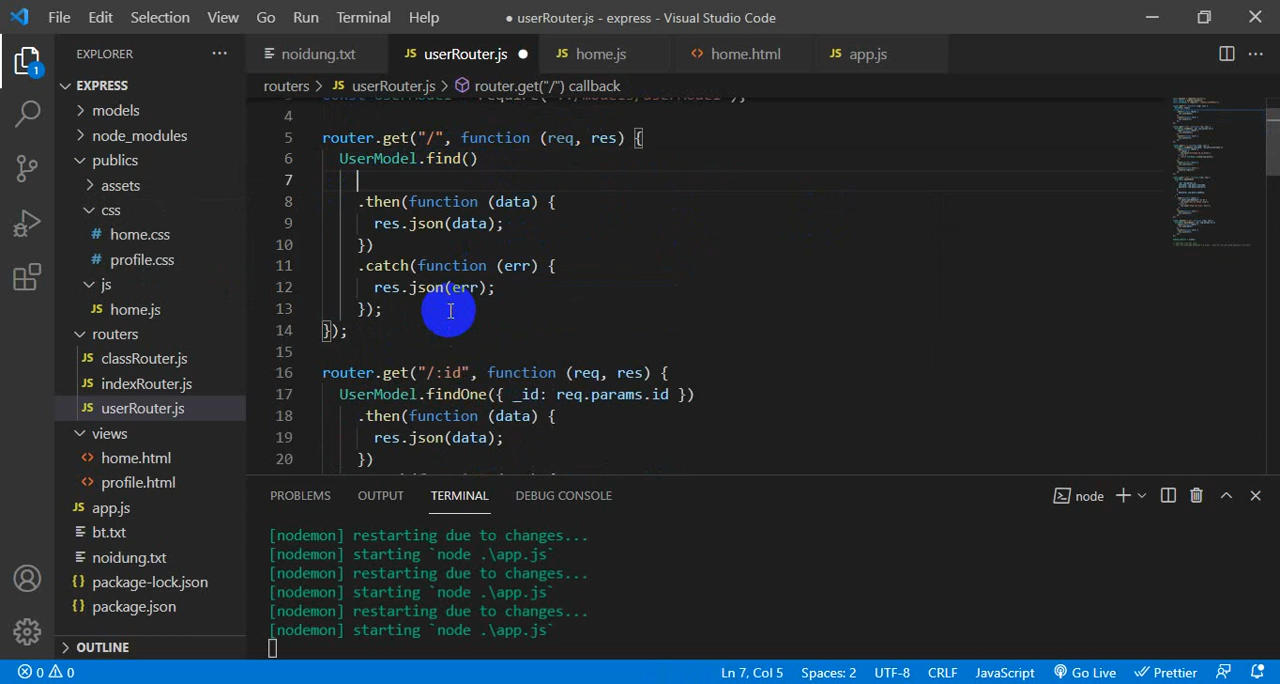 File Edit Selection View Go Run Terminal Help ● userRouter.js - express - Visual Studio Code
EXPLORER ··· noidung.txt JS userRouter.js ● JS home.js <> home.html JS app.js ···
1
EXPRESS routers > JS userRouter.js > router.get("/") callback
models
node_modules
publics
assets
css
# home.css
# profile.css
js
JS home.js
routers
JS classRouter.js
JS indexRouter.js
JS userRouter.js
views
<> home.html
<> profile.html
JS app.js
bt.txt
noidung.txt
{} package-lock.json
{} package.json
OUTLINE
4
5 router.get("/", function (req, res) {
6 UserModel.find()
7
8 .then(function (data) {
9 res.json(data);
10 })
11 .catch(function (err) {
12 res.json(err);
13 });
14 });
15
16 router.get("/:id", function (req, res) {
17 UserModel.findOne({ _id: req.params.id })
18 .then(function (data) {
19 res.json(data);
20 })
PROBLEMS OUTPUT TERMINAL DEBUG CONSOLE node
[nodemon] restarting due to changes...
[nodemon] starting `node .\app.js`
[nodemon] restarting due to changes...
[nodemon] starting `node .\app.js`
[nodemon] restarting due to changes...
[nodemon] starting `node .\app.js`
0 0 Ln 7, Col 5 Spaces: 2 UTF-8 CRLF JavaScript Go Live Prettier